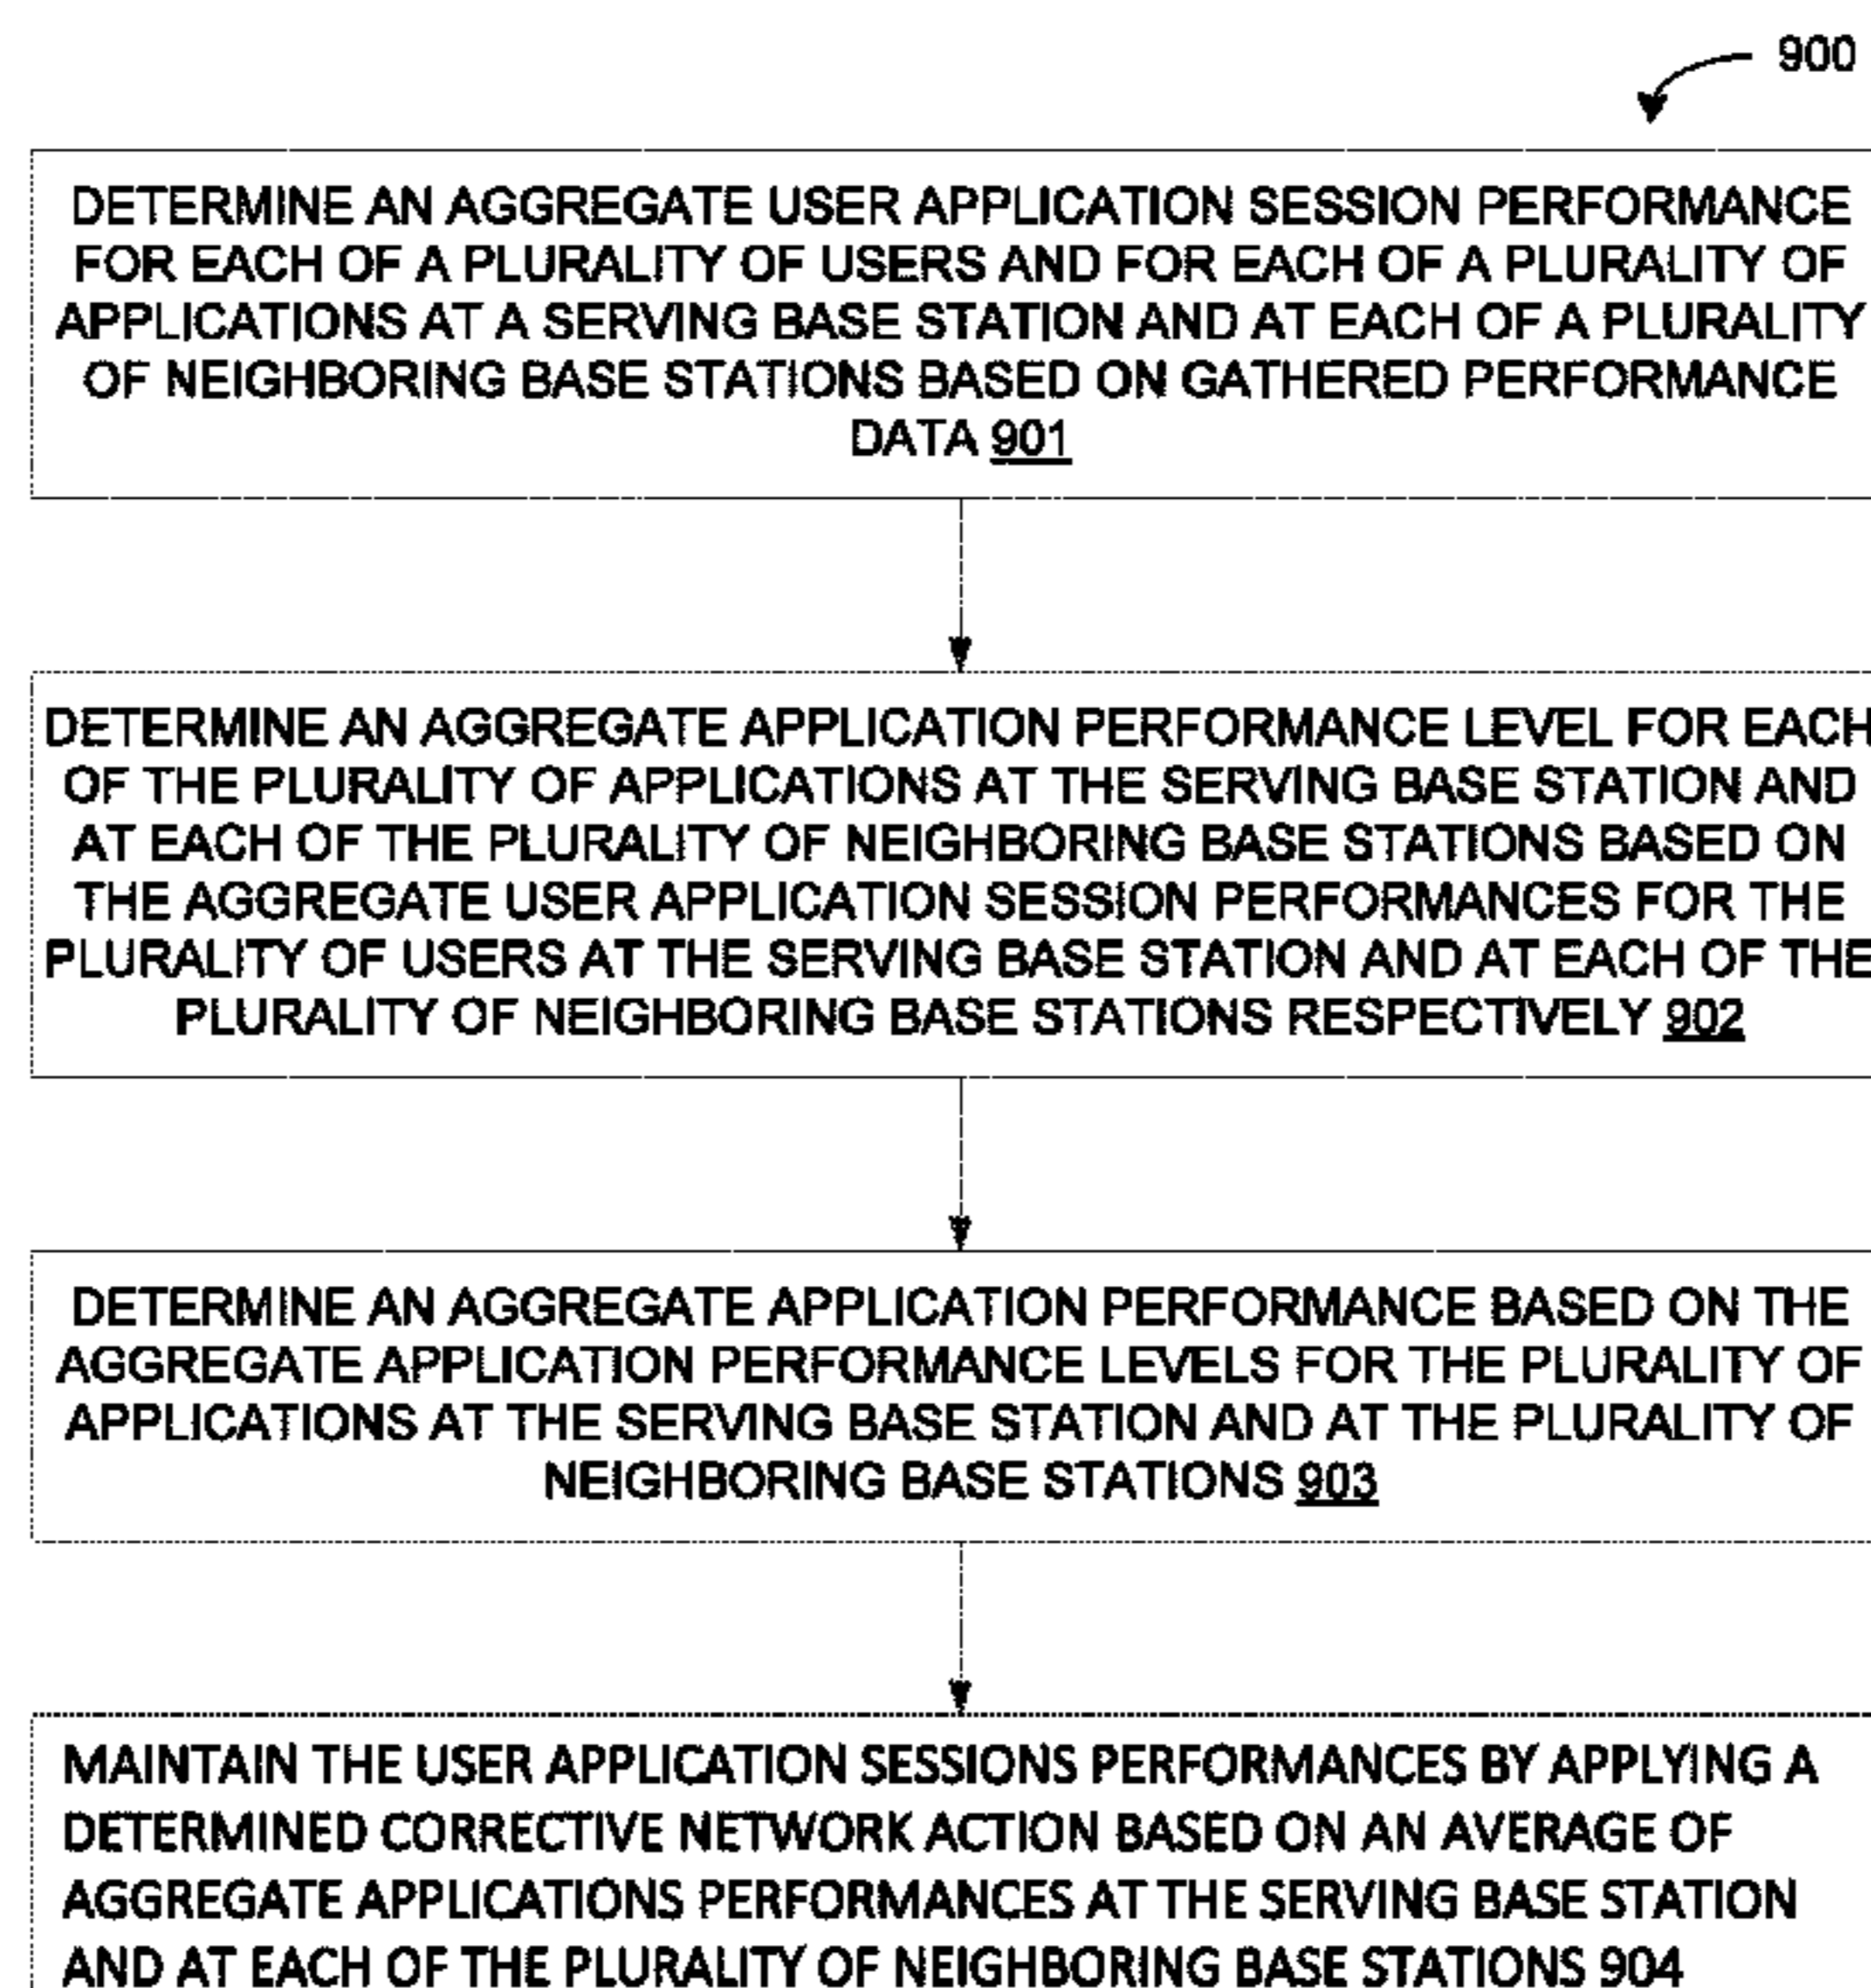 900
DETERMINE AN AGGREGATE USER APPLICATION SESSION PERFORMANCE
FOR EACH OF A PLURALITY OF USERS AND FOR EACH OF A PLURALITY OF
APPLICATIONS AT A SERVING BASE STATION AND AT EACH OF A PLURALITY
OF NEIGHBORING BASE STATIONS BASED ON GATHERED PERFORMANCE
DATA 901
DETERMINE AN AGGREGATE APPLICATION PERFORMANCE LEVEL FOR EACH
OF THE PLURALITY OF APPLICATIONS AT THE SERVING BASE STATION AND
AT EACH OF THE PLURALITY OF NEIGHBORING BASE STATIONS BASED ON
THE AGGREGATE USER APPLICATION SESSION PERFORMANCES FOR THE
PLURALITY OF USERS AT THE SERVING BASE STATION AND AT EACH OF THE
PLURALITY OF NEIGHBORING BASE STATIONS RESPECTIVELY 902
DETERMINE AN AGGREGATE APPLICATION PERFORMANCE BASED ON THE
AGGREGATE APPLICATION PERFORMANCE LEVELS FOR THE PLURALITY OF
APPLICATIONS AT THE SERVING BASE STATION AND AT THE PLURALITY OF
NEIGHBORING BASE STATIONS 903
MAINTAIN THE USER APPLICATION SESSIONS PERFORMANCES BY APPLYING A
DETERMINED CORRECTIVE NETWORK ACTION BASED ON AN AVERAGE OF
AGGREGATE APPLICATIONS PERFORMANCES AT THE SERVING BASE STATION
AND AT EACH OF THE PLURALITY OF NEIGHBORING BASE STATIONS 904